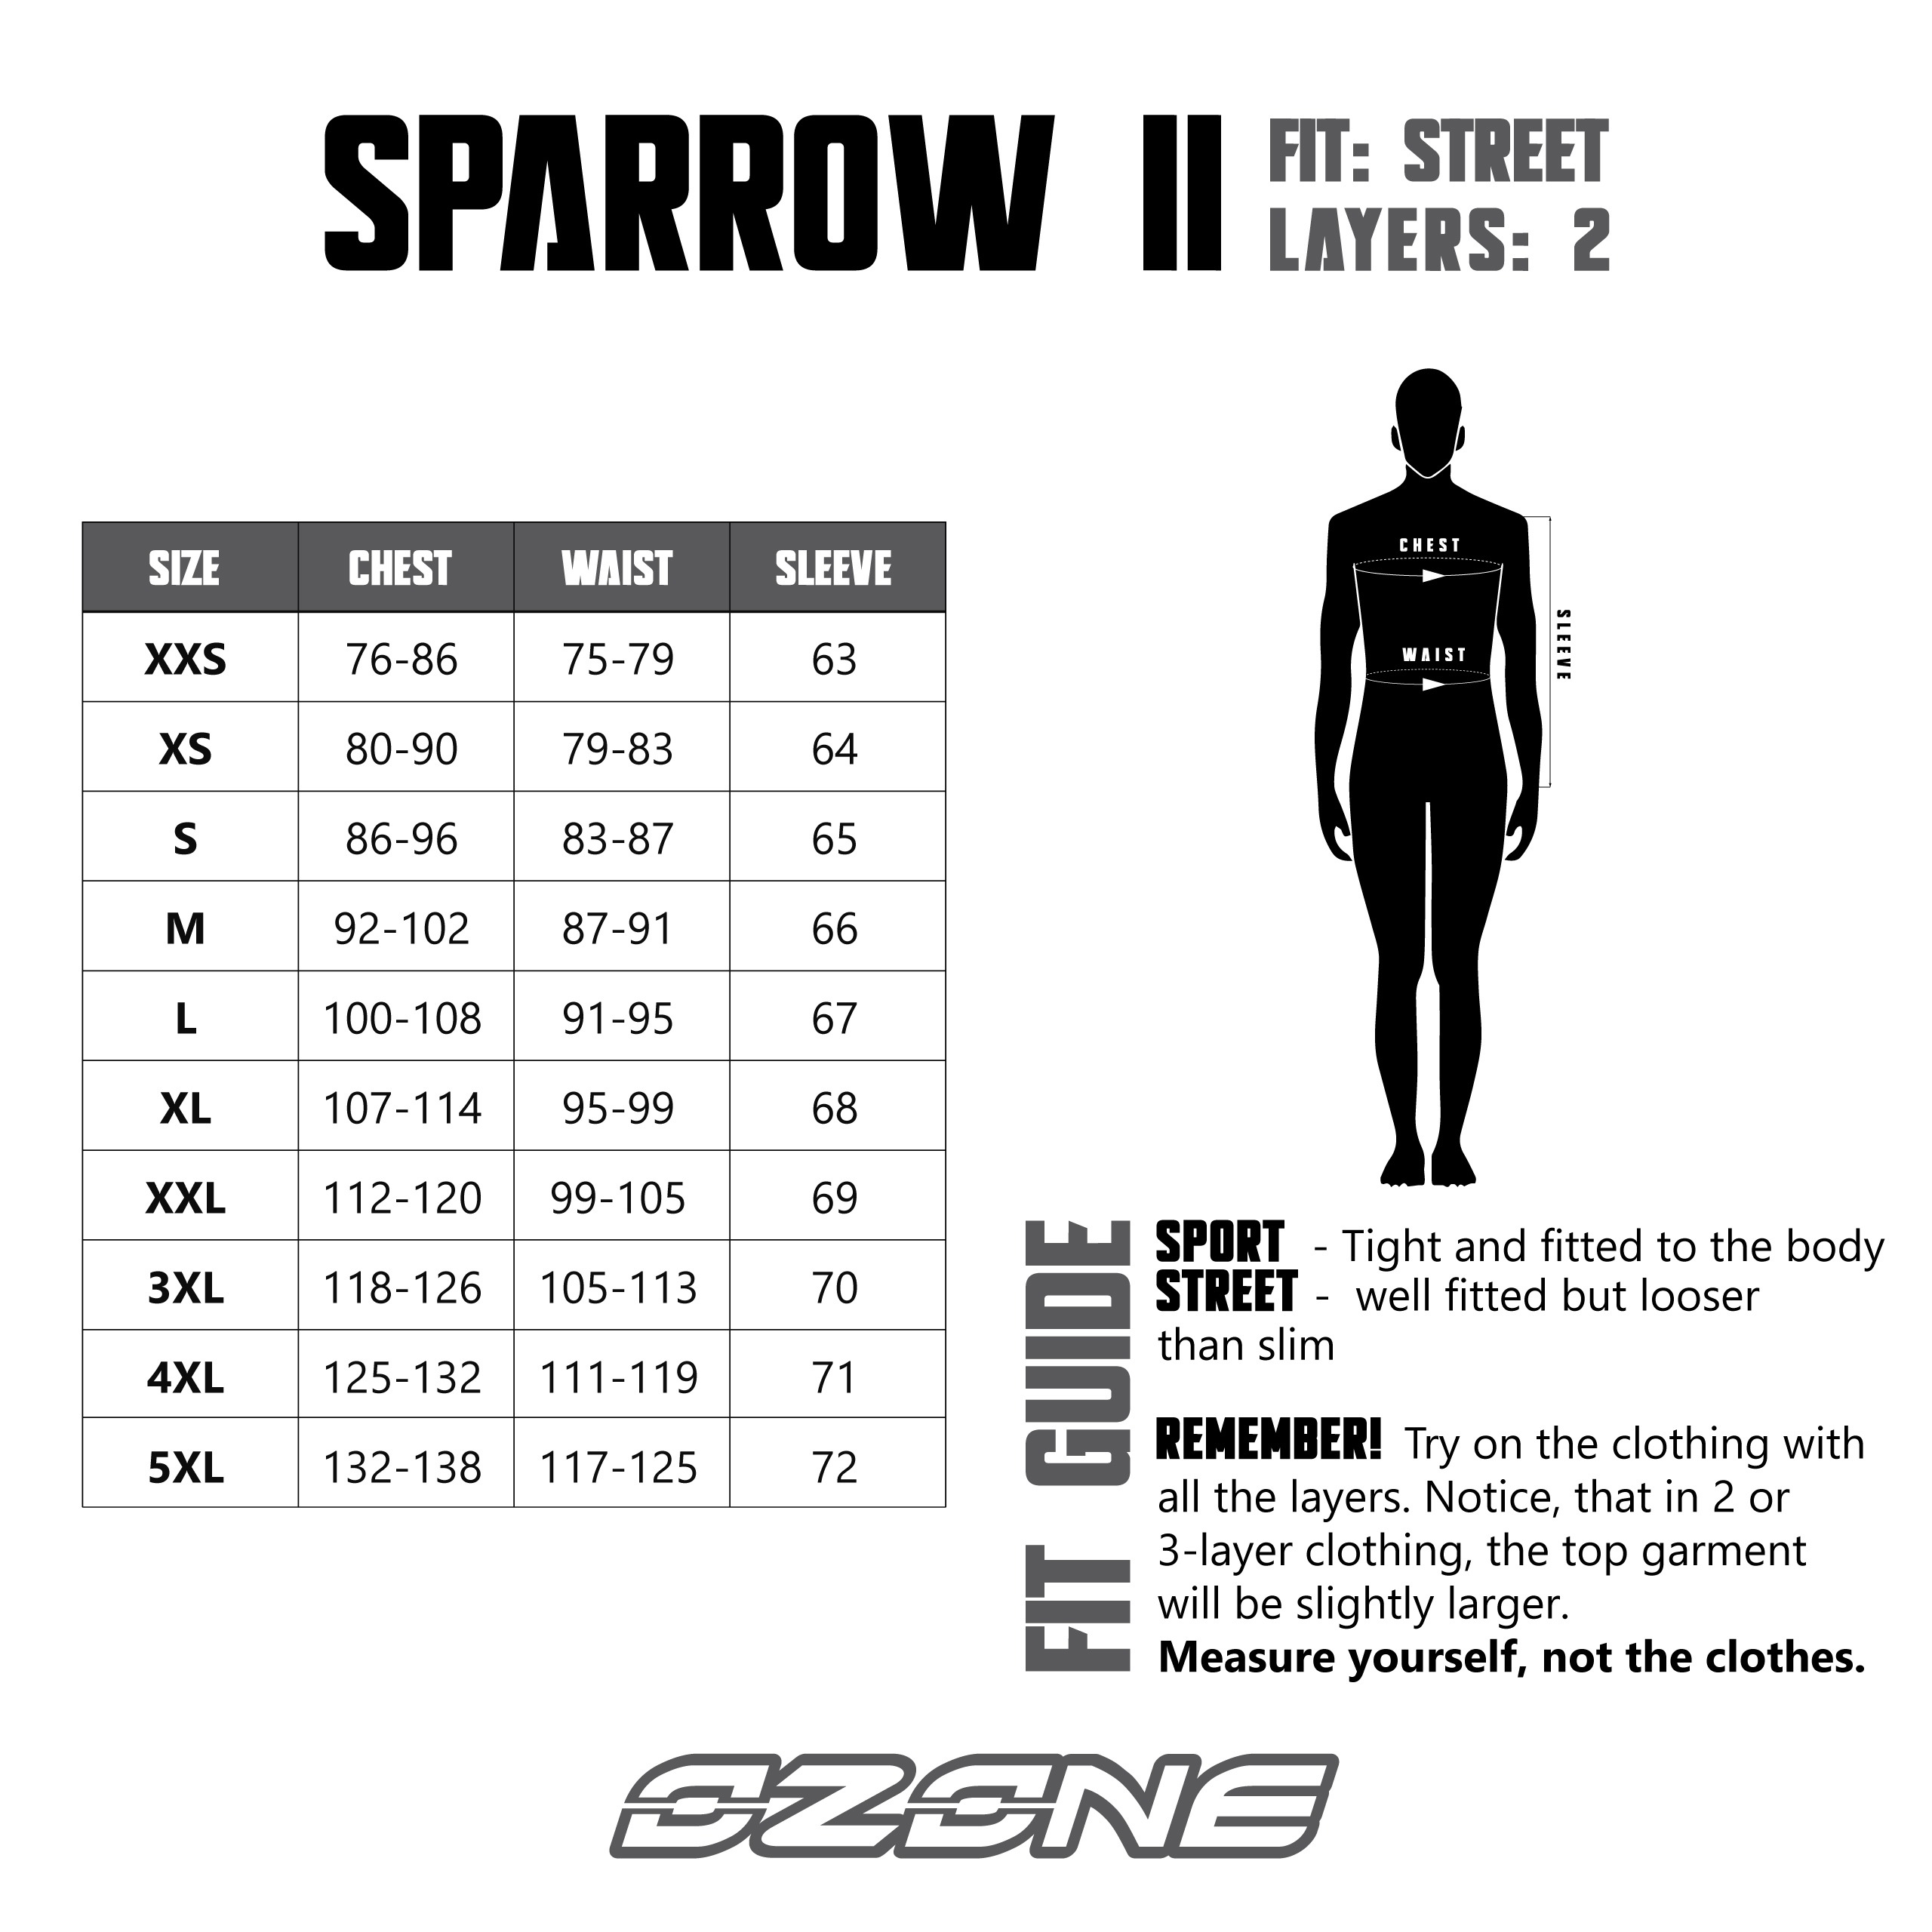 SPARROW II
FIT: STREET
LAYERS: 2
SIZE CHEST WAIST SLEEVE
XXS 76-86 75-79 63
XS 80-90 79-83 64
S 86-96 83-87 65
M 92-102 87-91 66
L 100-108 91-95 67
XL 107-114 95-99 68
XXL 112-120 99-105 69
3XL 118-126 105-113 70
4XL 125-132 111-119 71
5XL 132-138 117-125 72
CHEST
WAIST
SLEEVE
FIT GUIDE
SPORT - Tight and fitted to the body
STREET - well fitted but looser
than slim
REMEMBER! Try on the clothing with
all the layers. Notice, that in 2 or
3-layer clothing, the top garment
will be slightly larger.
Measure yourself, not the clothes.
OZONE